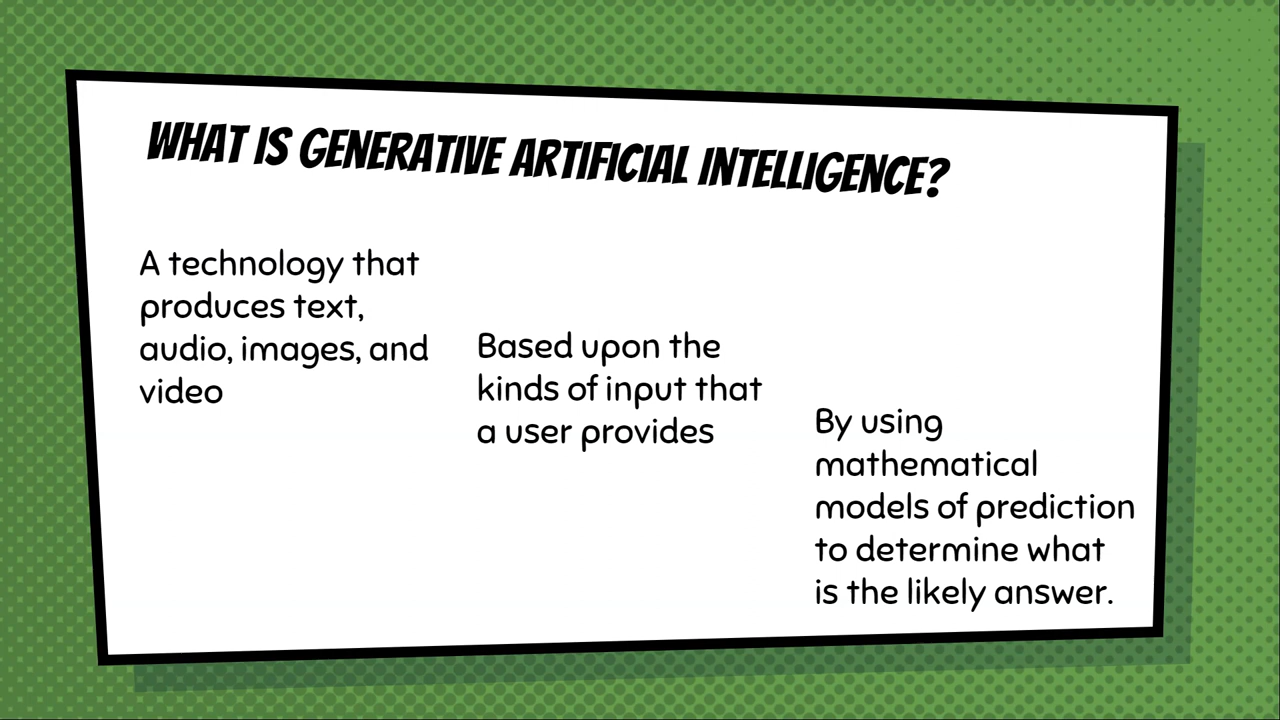 WHAT IS GENERATIVE ARTIFICIAL INTELLIGENCE?
A technology that
produces text,
audio, images, and
video
Based upon the
kinds of input that
a user provides
By using
mathematical
models of prediction
to determine what
is the likely answer.